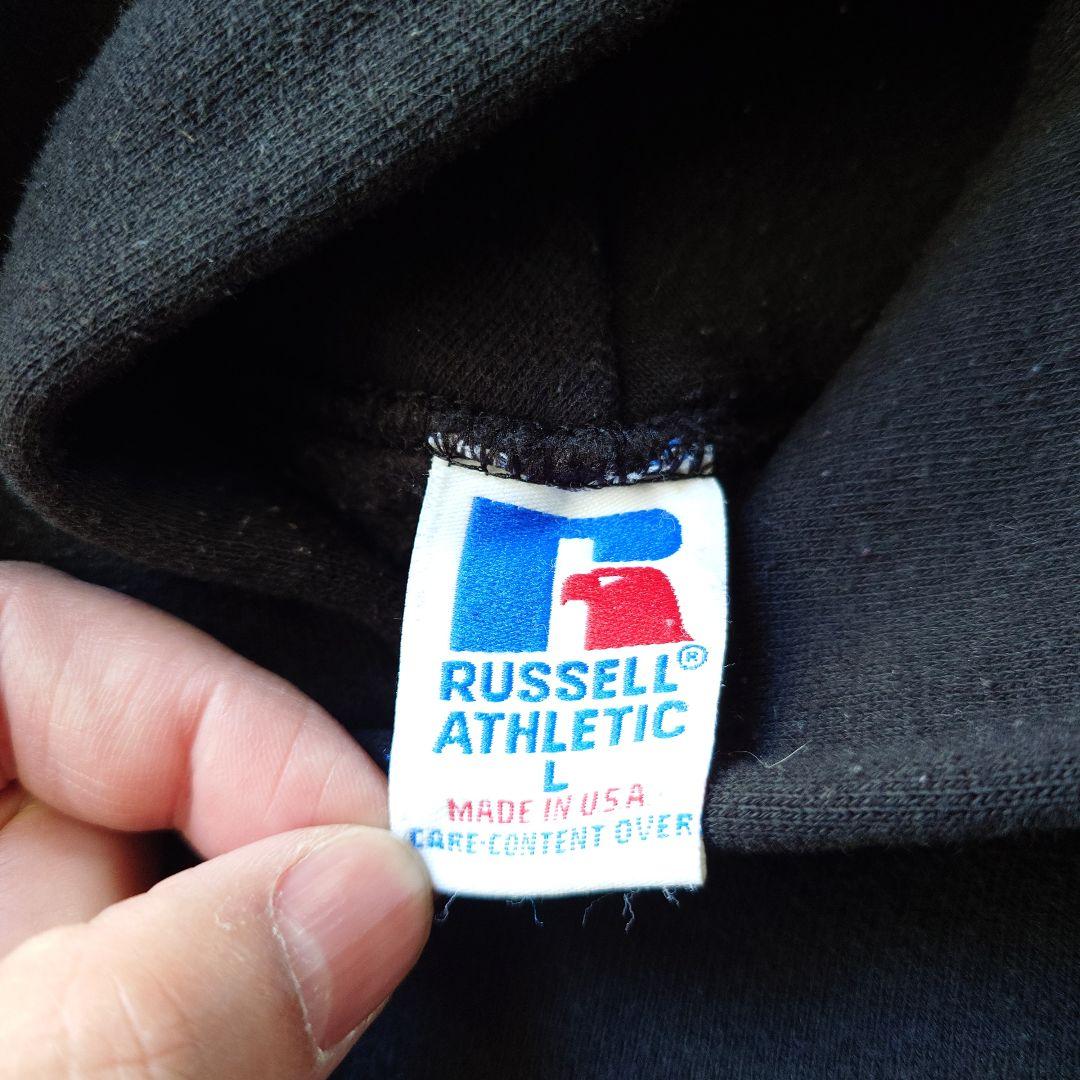 RUSSELL®
ATHLETIC
L
MADE IN USA
CARE·CONTENT OVER